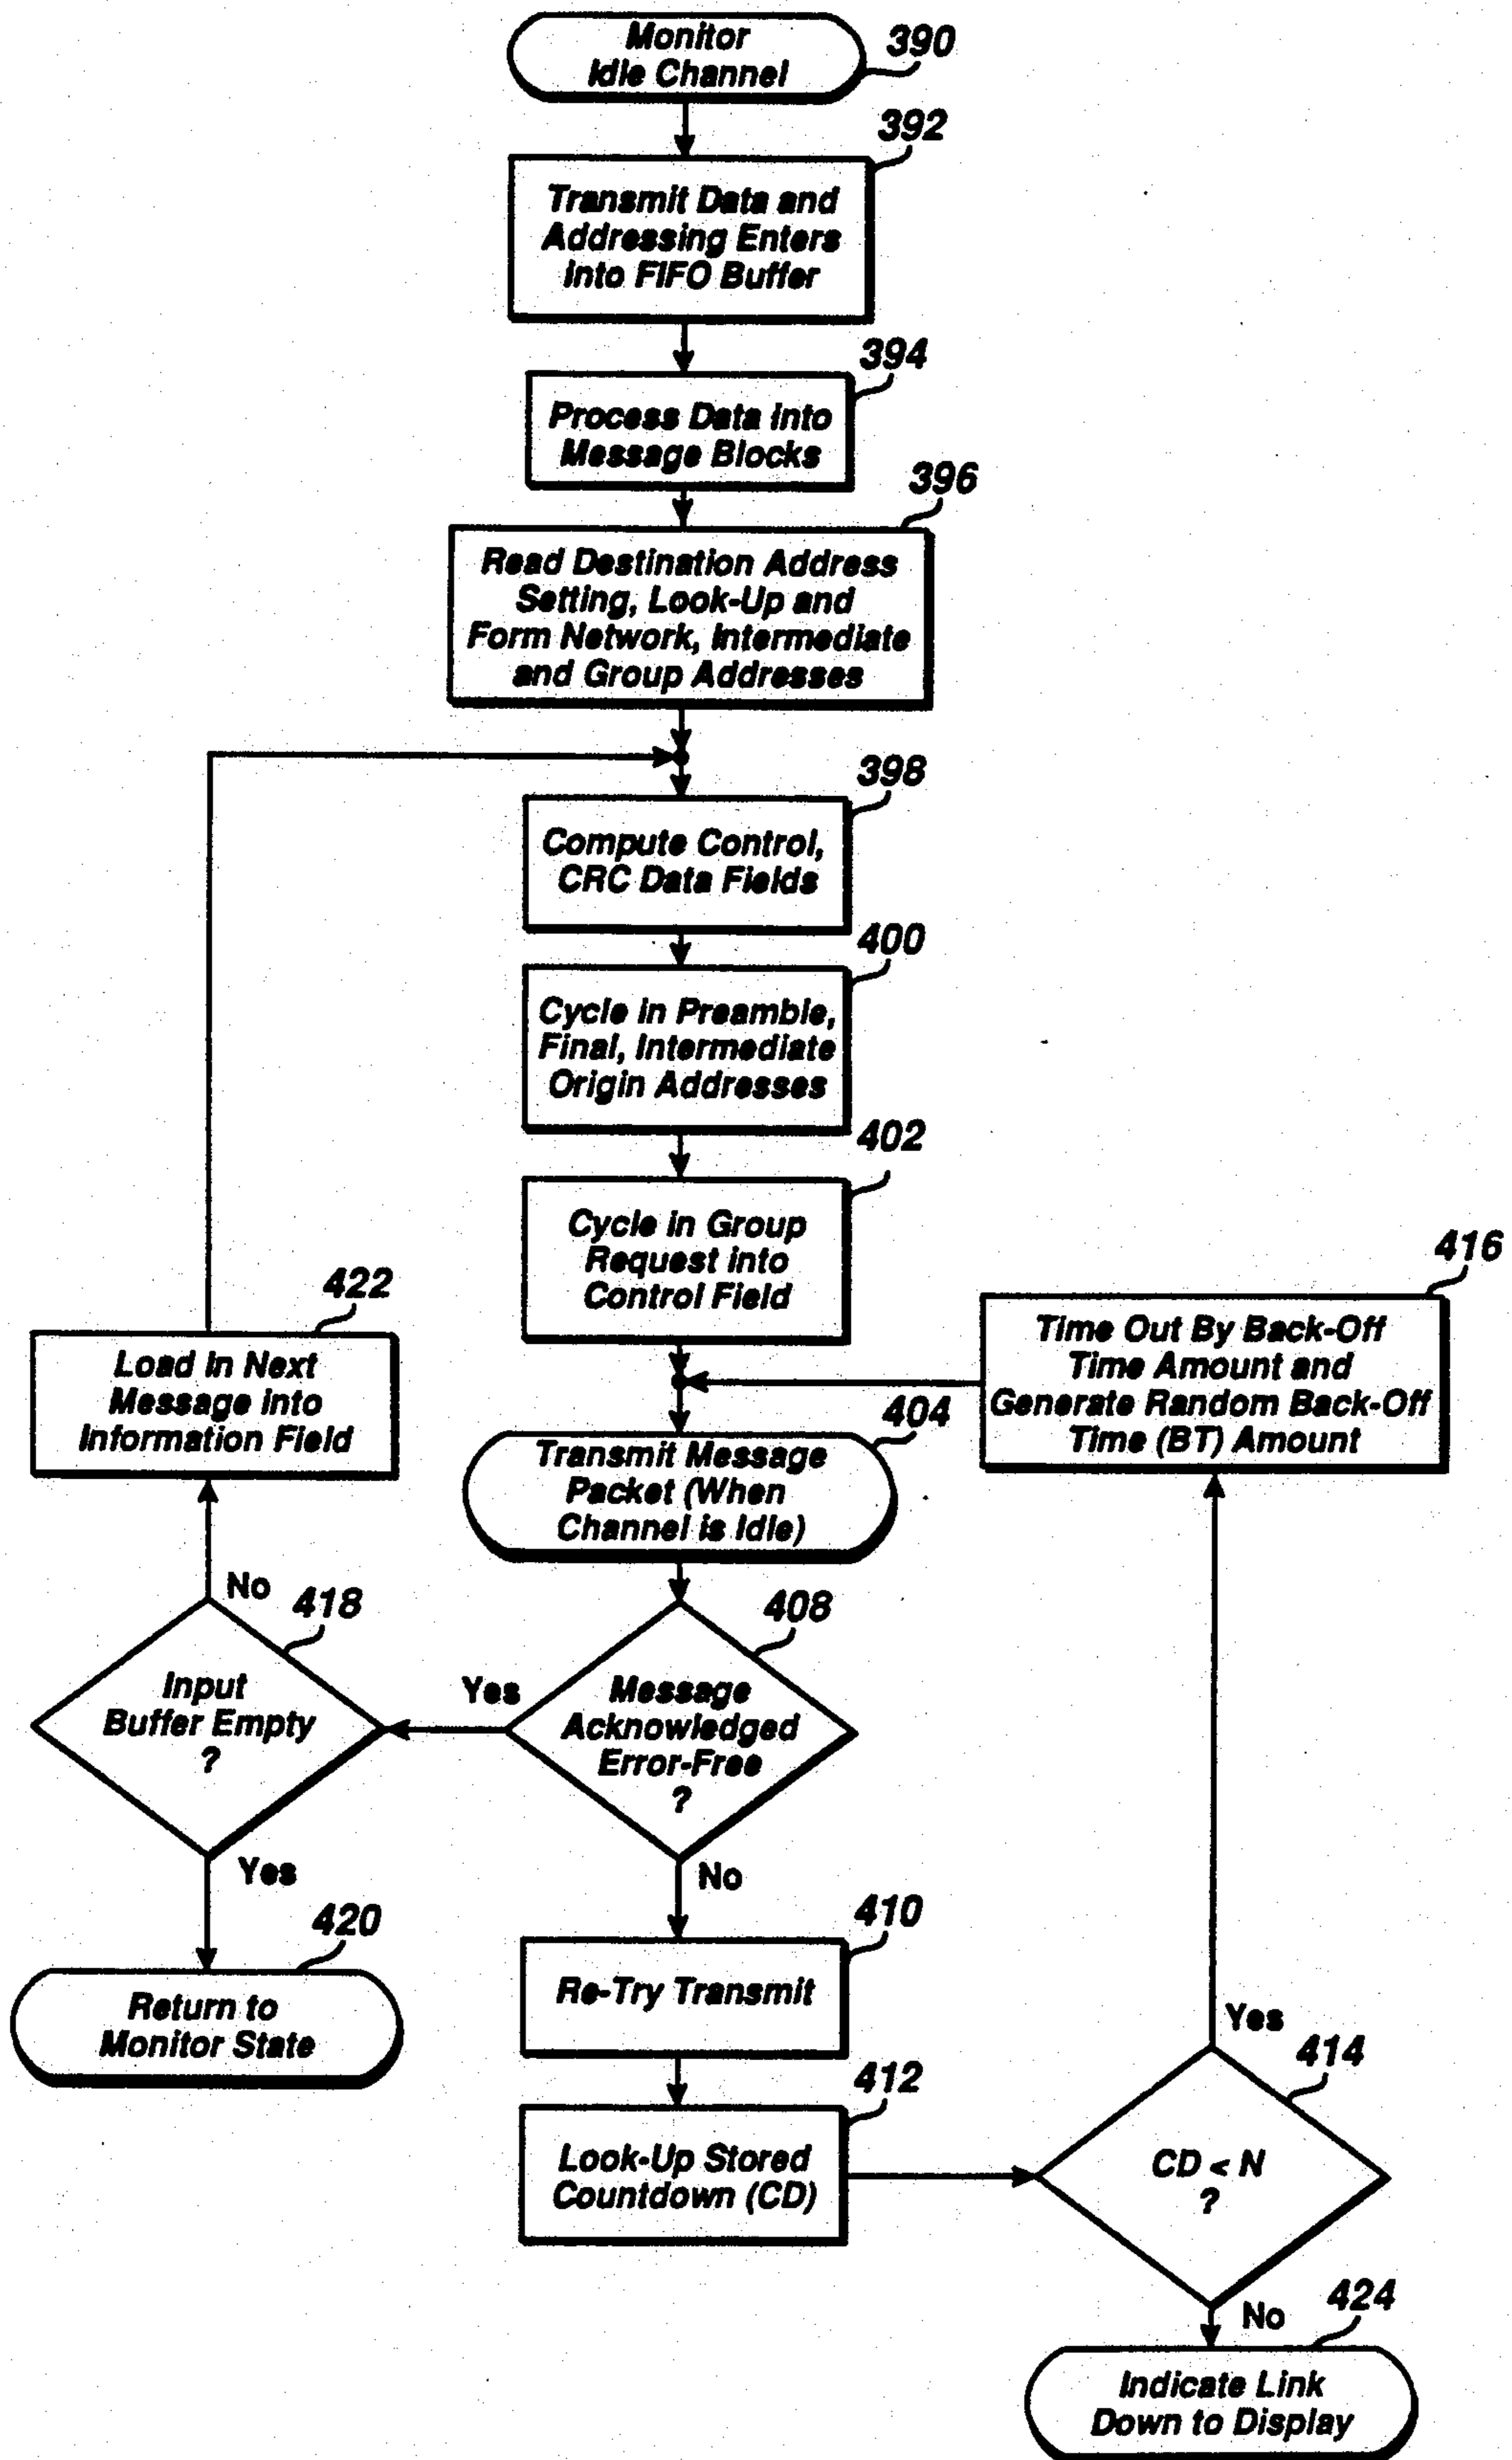 Monitor
Idle Channel
390
392
Transmit Data and
Addressing Enters
Into FIFO Buffer
394
Process Data Into
Message Blocks
396
Read Destination Address
Setting, Look-Up and
Form Network, Intermediate
and Group Addresses
398
Compute Control,
CRC Data Fields
400
Cycle in Preamble,
Final, Intermediate
Origin Addresses
402
Cycle in Group
Request Into
Control Field
416
Time Out By Back-Off
Time Amount and
Generate Random Back-Off
Time (BT) Amount
422
Load In Next
Message Into
Information Field
404
Transmit Message
Packet (When
Channel is Idle)
No
418
Input
Buffer Empty
?
Yes
408
Message
Acknowledged
Error-Free
?
Yes
No
420
Return to
Monitor State
410
Re-Try Transmit
412
Look-Up Stored
Countdown (CD)
Yes
414
CD < N
?
No
424
Indicate Link
Down to Display